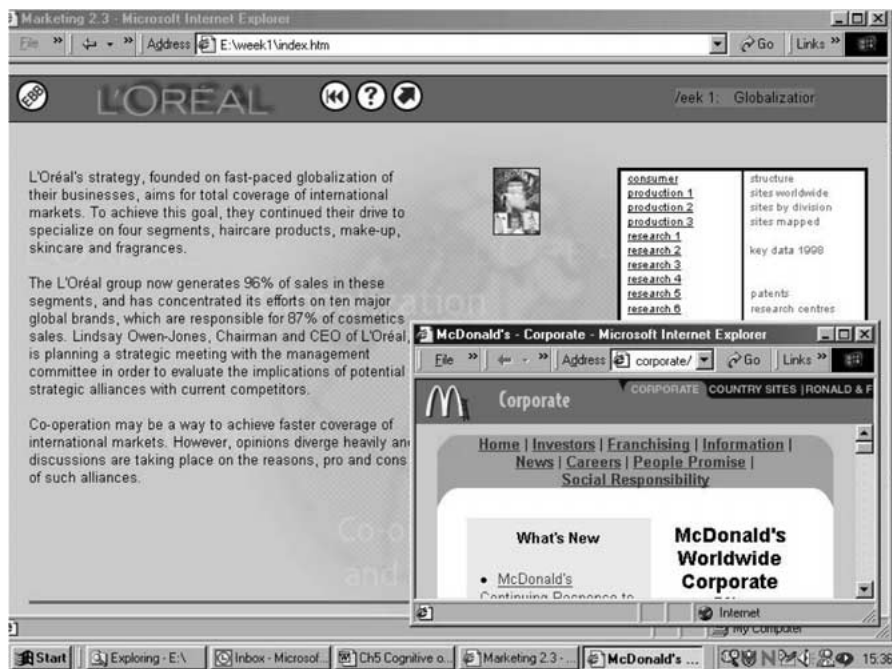 Marketing 2.3 - Microsoft Internet Explorer
File » » Address E:\week1\index.htm Go Links »
EBB L'ORÉAL ? /eek 1: Globalizatior
L'Oréal's strategy, founded on fast-paced globalization of
their businesses, aims for total coverage of international
markets. To achieve this goal, they continued their drive to
specialize on four segments, haircare products, make-up,
skincare and fragrances.
The L'Oréal group now generates 96% of sales in these
segments, and has concentrated its efforts on ten major
global brands, which are responsible for 87% of cosmetics
sales. Lindsay Owen-Jones, Chairman and CEO of L'Oréal,
is planning a strategic meeting with the management
committee in order to evaluate the implications of potential
strategic alliances with current competitors.
Co-operation may be a way to achieve faster coverage of
international markets. However, opinions diverge heavily and
discussions are taking place on the reasons, pro and cons
of such alliances.
consumer structure
production 1 sites worldwide
production 2 sites by division
production 3 sites mapped
research 1
research 2 key data 1998
research 3
research 4
research 5 patents
research 6 research centres
Co-o
and
McDonald's - Corporate - Microsoft Internet Explorer
File » » Address corporate/ Go Links »
Corporate CORPORATE COUNTRY SITES | RONALD & F
Home | Investors | Franchising | Information |
News | Careers | People Promise |
Social Responsibility
What's New
• McDonald's
Continuing Response to
McDonald's
Worldwide
Corporate
Internet
My Computer
Start Exploring - E:\ Inbox - Microsof... Ch5 Cognitive o... Marketing 2.3 - ... McDonald's ... 15:3